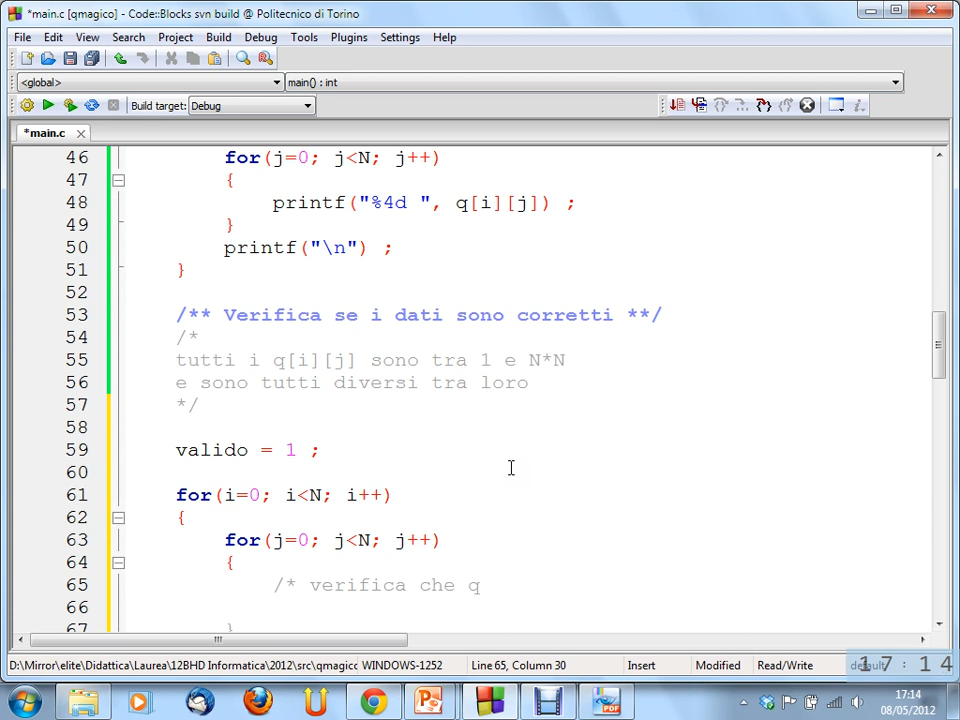 *main.c [qmagico] - Code::Blocks svn build @ Politecnico di Torino
File Edit View Search Project Build Debug Tools Plugins Settings Help
<global> main() : int
Build target: Debug
*main.c
46 for(j=0; j<N; j++)
47 {
48 printf("%4d ", q[i][j]) ;
49 }
50 printf("\n") ;
51 }
52
53 /** Verifica se i dati sono corretti **/
54 /*
55 tutti i q[i][j] sono tra 1 e N*N
56 e sono tutti diversi tra loro
57 */
58
59 valido = 1 ;
60
61 for(i=0; i<N; i++)
62 {
63 for(j=0; j<N; j++)
64 {
65 /* verifica che q
66
67 }
D:\Mirror\elite\Didattica\Laurea\12BHD Informatica\2012\src\qmagico WINDOWS-1252 Line 65, Column 30 Insert Modified Read/Write default
17:14
17:14
08/05/2012